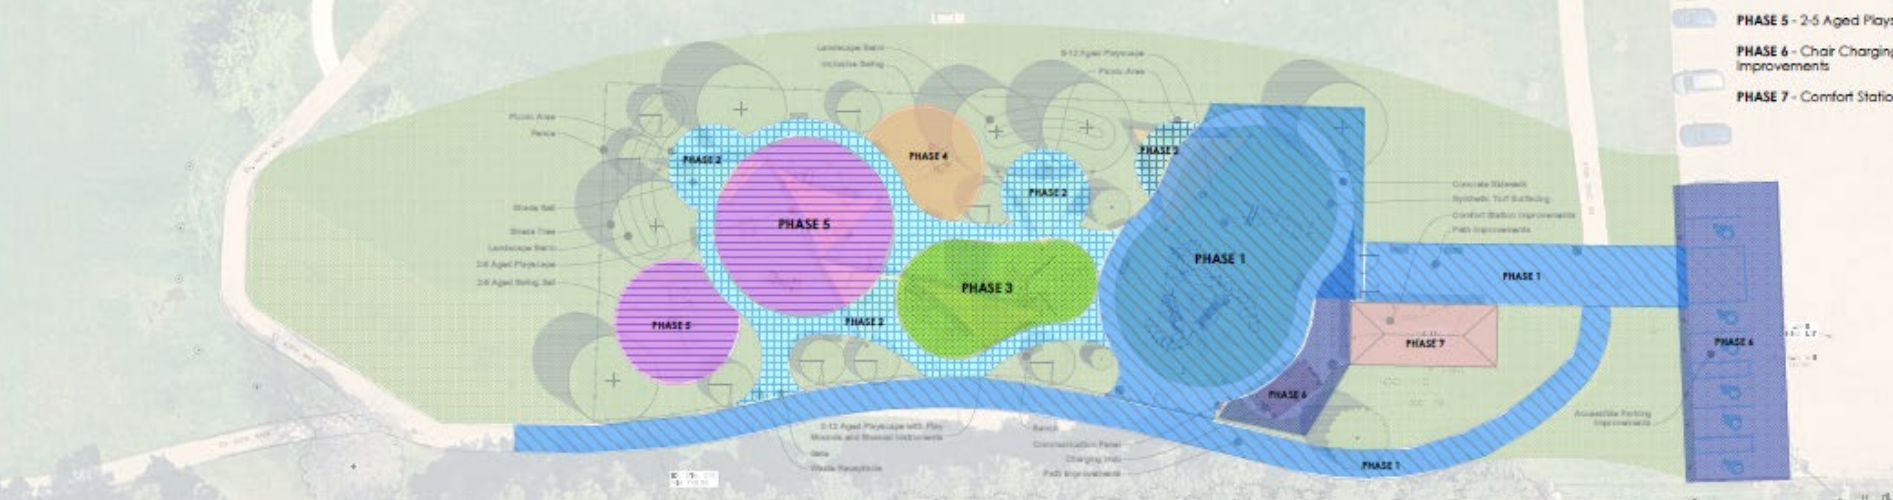 PHASE 5 - 2-5 Aged Plays
PHASE 6 - Chair Charging
Improvements
PHASE 7 - Comfort Statio
Landscape Berm
Inclusive Swing
5-12 Aged Playscape
Picnic Area
Picnic Area
Fence
Shade Sail
Shade Tree
Landscape Berm
2-5 Aged Playscape
2-5 Aged Swing Set
PHASE 2
PHASE 5
PHASE 4
PHASE 2
PHASE 2
PHASE 1
PHASE 3
PHASE 5
PHASE 2
Concrete Sidewalk
Synthetic Turf Surfacing
Comfort Station Improvements
Path Improvements
PHASE 1
PHASE 7
PHASE 6
PHASE 6
PHASE 1
Accessible Parking
Improvements
5-12 Aged Playscape with Play
Mounds and Musical Instruments
Gate
Waste Receptacle
Bench
Communication Panel
Charging Hub
Path Improvements